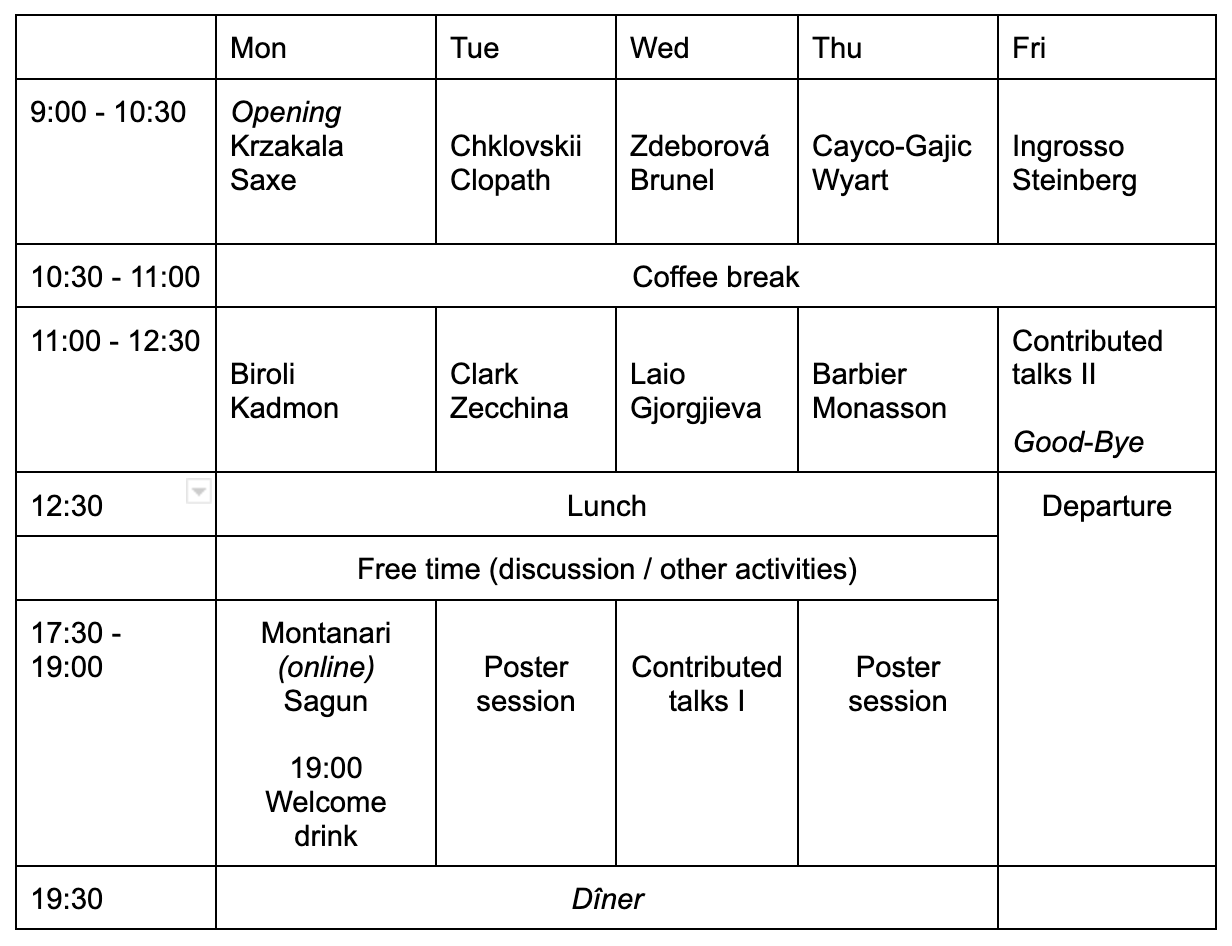 Mon
Tue
Wed
Thu
Fri
9:00 - 10:30
Opening
Krzakala
Saxe
Chklovskii
Clopath
Zdeborová
Brunel
Cayco-Gajic
Wyart
Ingrosso
Steinberg
10:30 - 11:00
Coffee break
11:00 - 12:30
Biroli
Kadmon
Clark
Zecchina
Laio
Gjorgjieva
Barbier
Monasson
Contributed
talks II
Good-Bye
12:30
Lunch
Departure
Free time (discussion / other activities)
17:30 -
19:00
Montanari
(online)
Sagun
19:00
Welcome
drink
Poster
session
Contributed
talks I
Poster
session
19:30
Dîner